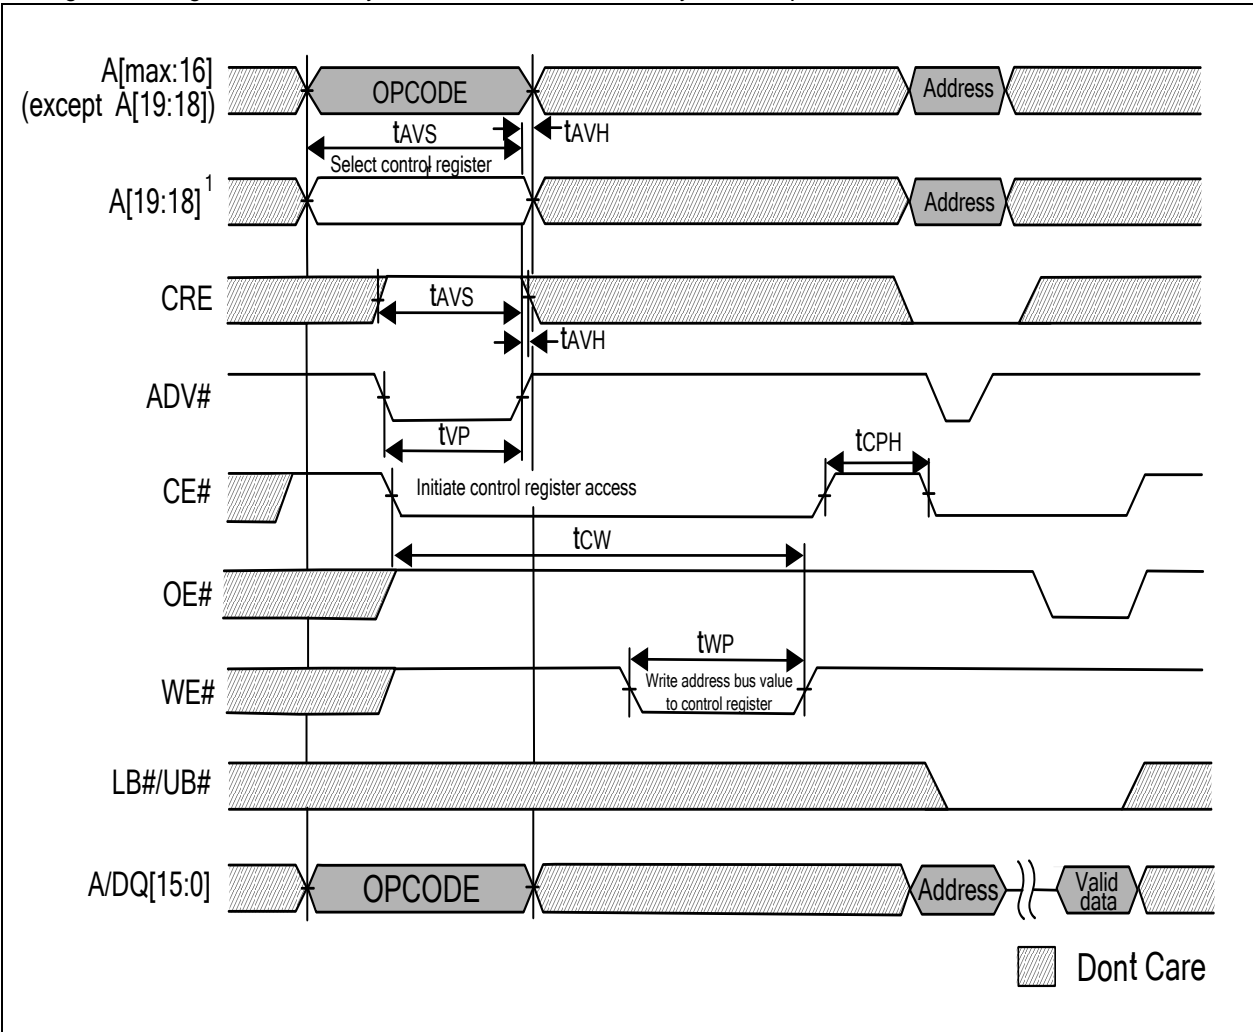 A[max:16]
(except A[19:18])
OPCODE
Address
tAVS
tAVH
Select control register
A[19:18]1
Address
CRE
tAVS
tAVH
ADV#
tVP
tCPH
CE#
Initiate control register access
tCW
OE#
tWP
WE#
Write address bus value
to control register
LB#/UB#
A/DQ[15:0]
OPCODE
Address
Valid
data
Dont Care